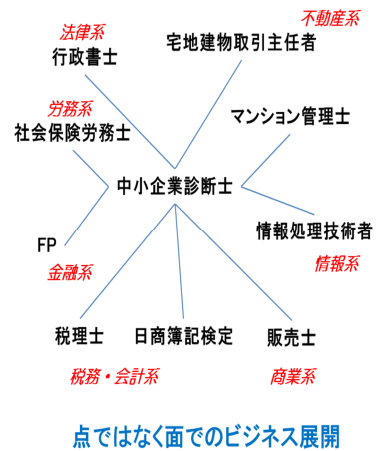 不動産系
法律系
宅地建物取引主任者
行政書士
労務系
マンション管理士
社会保険労務士
中小企業診断士
情報処理技術者
FP
情報系
金融系
税理士
日商簿記検定
販売士
税務・会計系
商業系
点ではなく面でのビジネス展開